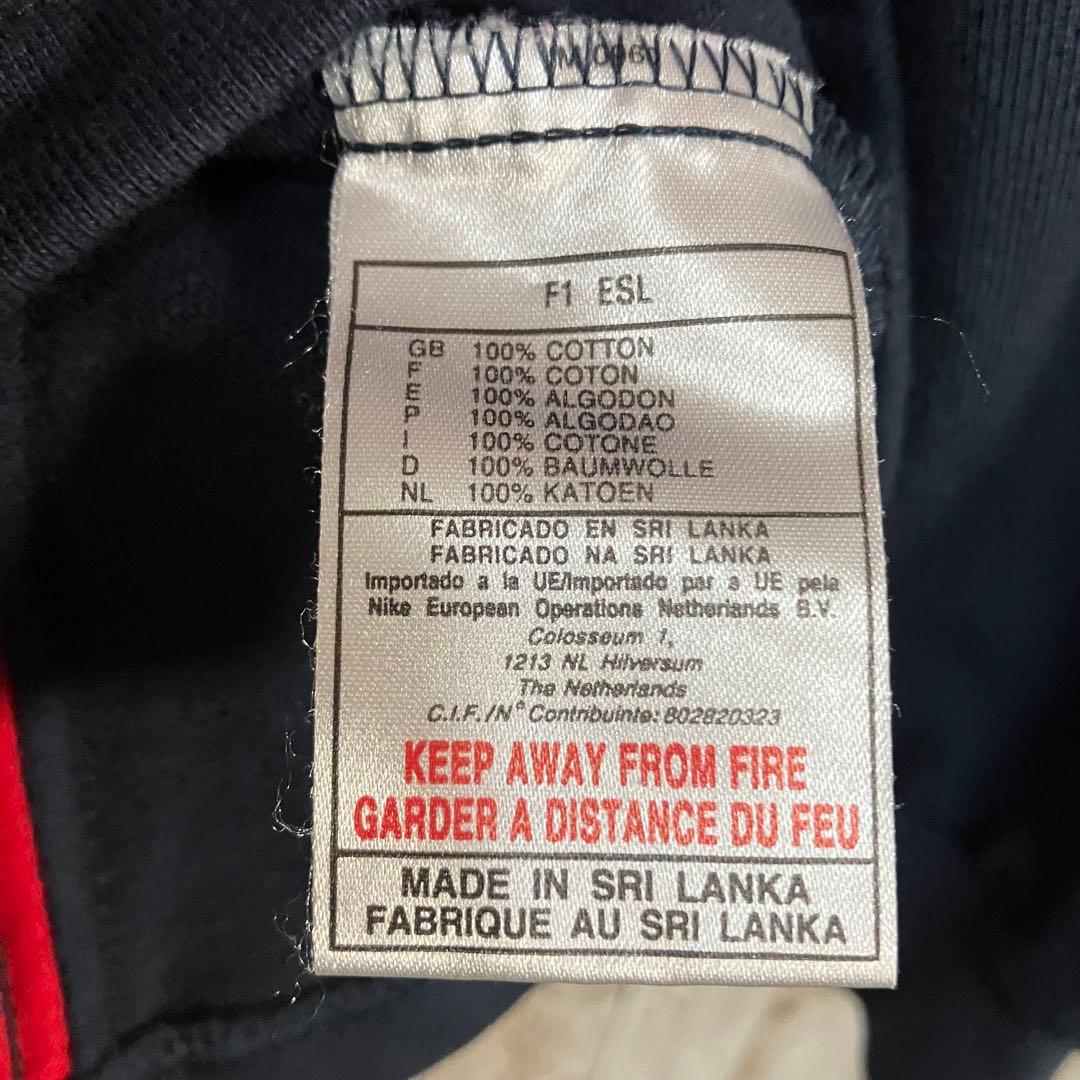 F1 ESL
GB 100% COTTON
F 100% COTON
E 100% ALGODON
P 100% ALGODAO
I 100% COTONE
D 100% BAUMWOLLE
NL 100% KATOEN
FABRICADO EN SRI LANKA
FABRICADO NA SRI LANKA
Importado a la UE/Importado par a UE pela
Nike European Operations Netherlands B.V.
Colosseum 1,
1213 NL Hilversum
The Netherlands
C.I.F./N° Contribuinte: 802820323
KEEP AWAY FROM FIRE
GARDER A DISTANCE DU FEU
MADE IN SRI LANKA
FABRIQUE AU SRI LANKA